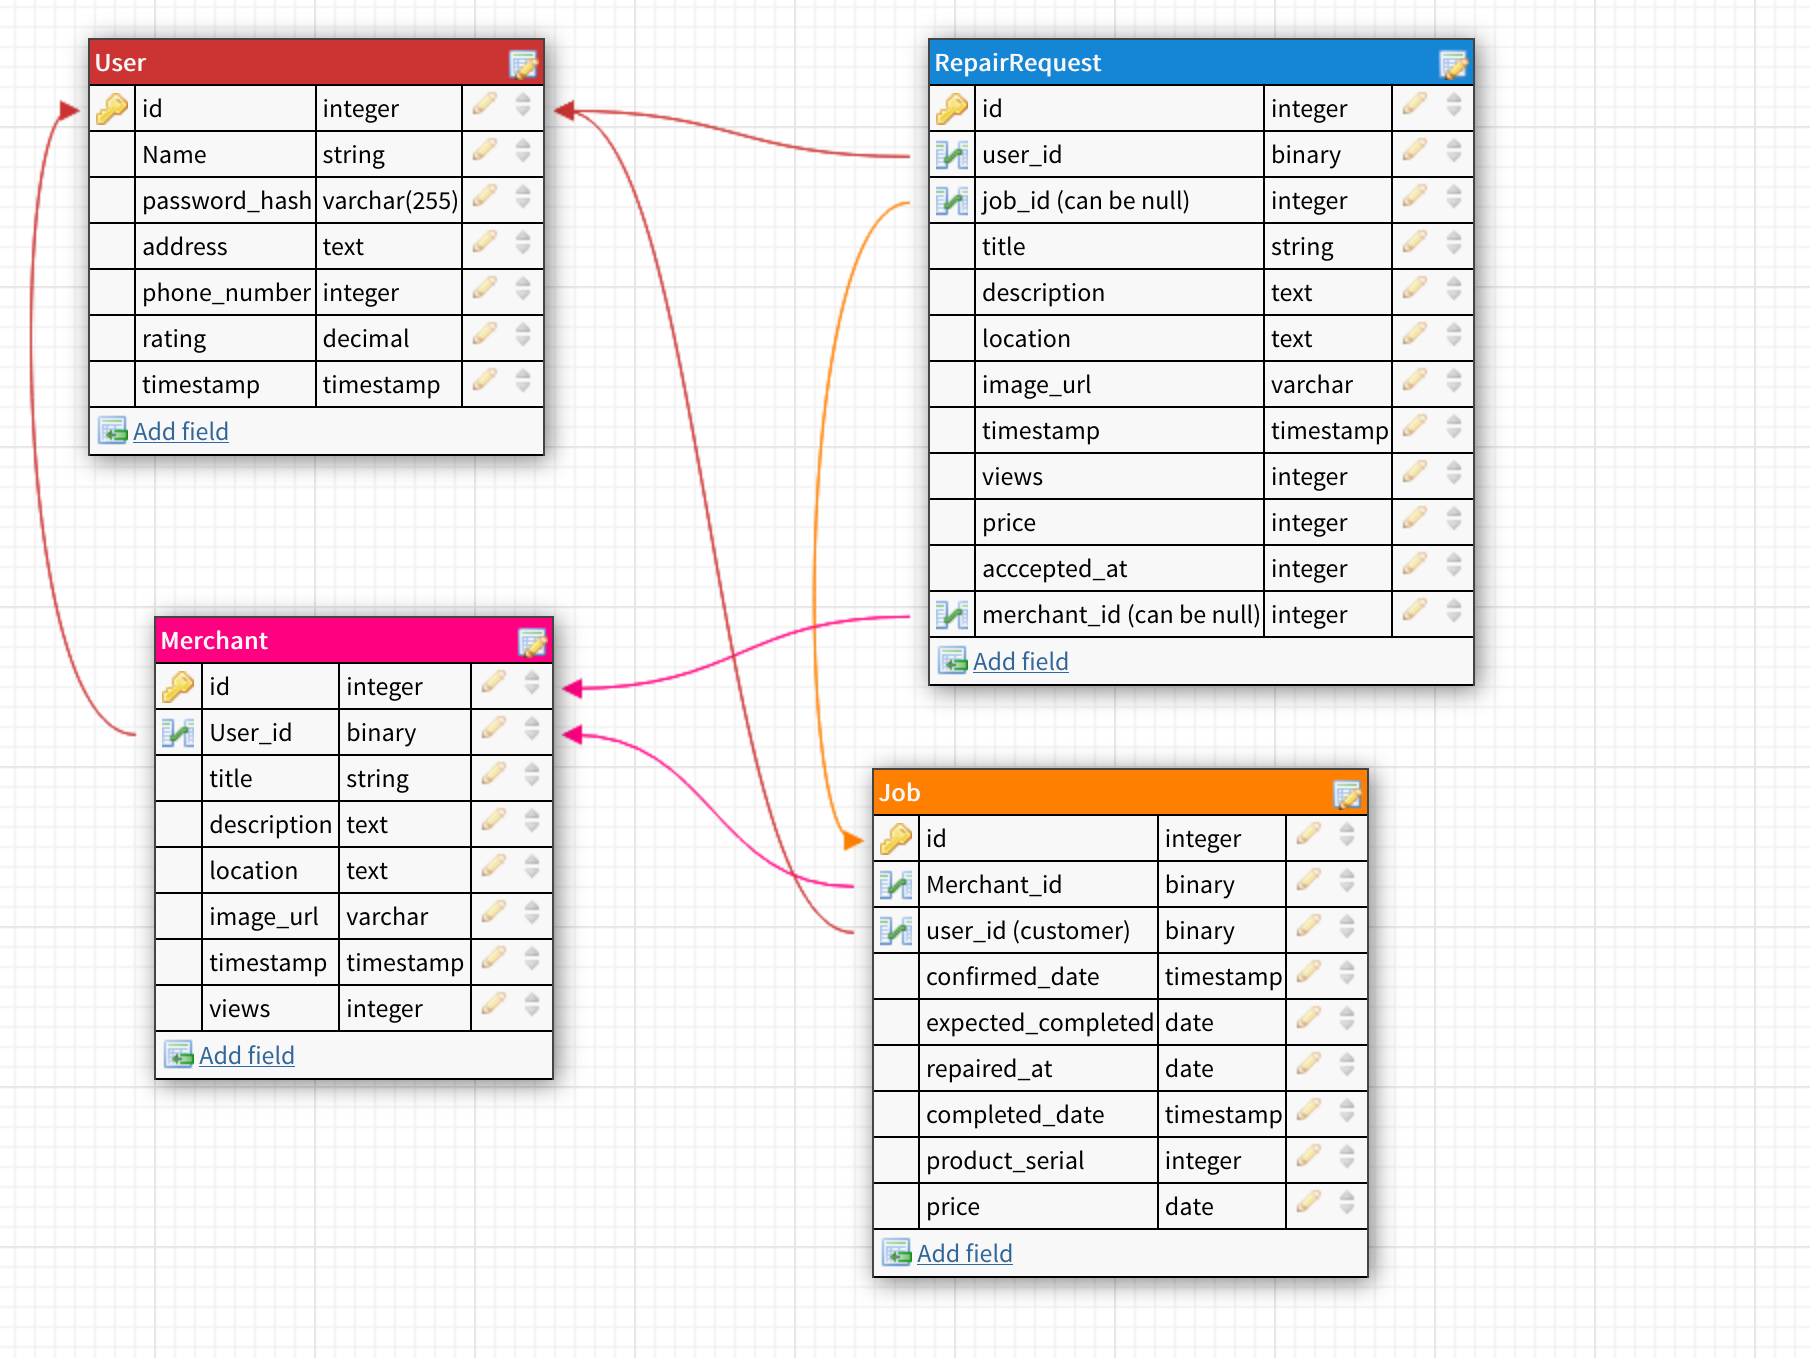 User
id integer
Name string
password_hash varchar(255)
address text
phone_number integer
rating decimal
timestamp timestamp
Add field
RepairRequest
id integer
user_id binary
job_id (can be null) integer
title string
description text
location text
image_url varchar
timestamp timestamp
views integer
price integer
acccepted_at integer
merchant_id (can be null) integer
Add field
Merchant
id integer
User_id binary
title string
description text
location text
image_url varchar
timestamp timestamp
views integer
Add field
Job
id integer
Merchant_id binary
user_id (customer) binary
confirmed_date timestamp
expected_completed date
repaired_at date
completed_date timestamp
product_serial integer
price date
Add field